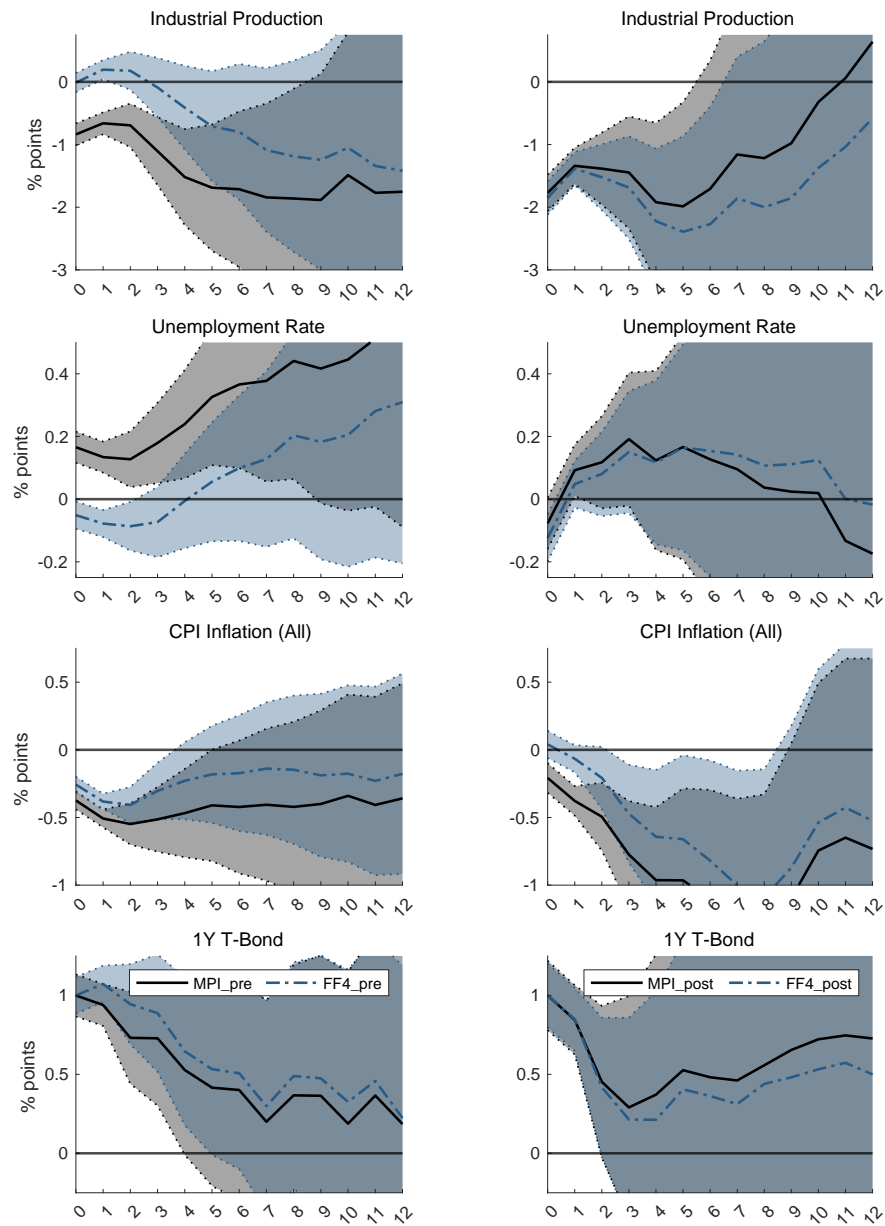 Industrial Production
Industrial Production
% points
0
-1
-2
-3
0 1 2 3 4 5 6 7 8 9 10 11 12
0
-1
-2
-3
0 1 2 3 4 5 6 7 8 9 10 11 12
Unemployment Rate
Unemployment Rate
% points
0.4
0.2
0
-0.2
0 1 2 3 4 5 6 7 8 9 10 11 12
0.4
0.2
0
-0.2
0 1 2 3 4 5 6 7 8 9 10 11 12
CPI Inflation (All)
CPI Inflation (All)
% points
0.5
0
-0.5
-1
0 1 2 3 4 5 6 7 8 9 10 11 12
0.5
0
-0.5
-1
0 1 2 3 4 5 6 7 8 9 10 11 12
1Y T-Bond
1Y T-Bond
MPI_pre FF4_pre
MPI_post FF4_post
% points
1
0.5
0
0 1 2 3 4 5 6 7 8 9 10 11 12
1
0.5
0
0 1 2 3 4 5 6 7 8 9 10 11 12